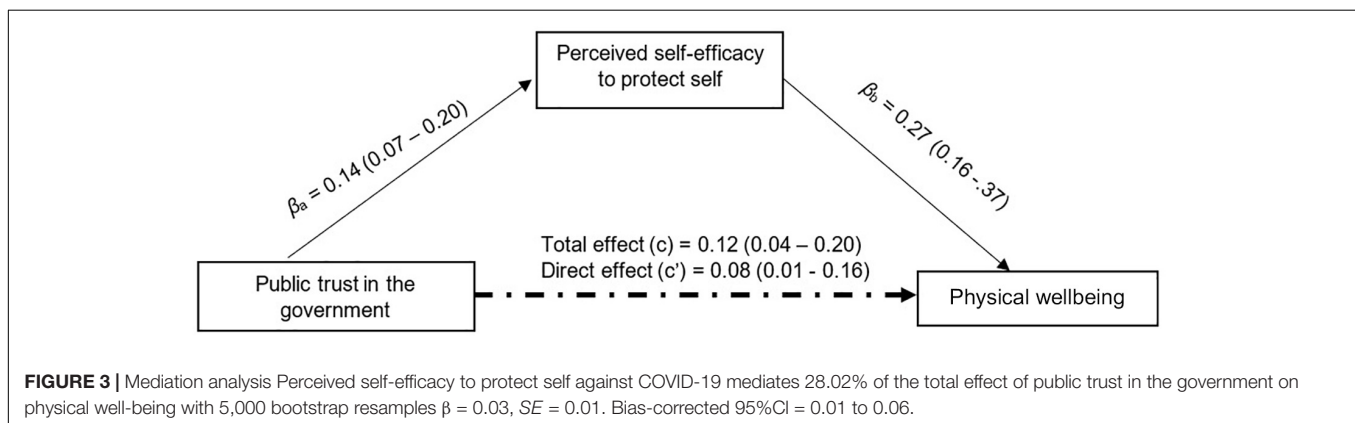 Perceived self-efficacy
to protect self
βa = 0.14 (0.07 – 0.20)
βb = 0.27 (0.16 -.37)
Total effect (c) = 0.12 (0.04 – 0.20)
Direct effect (c’) = 0.08 (0.01 - 0.16)
Public trust in the
government
Physical wellbeing
FIGURE 3 | Mediation analysis Perceived self-efficacy to protect self against COVID-19 mediates 28.02% of the total effect of public trust in the government on
physical well-being with 5,000 bootstrap resamples β = 0.03, SE = 0.01. Bias-corrected 95%CI = 0.01 to 0.06.